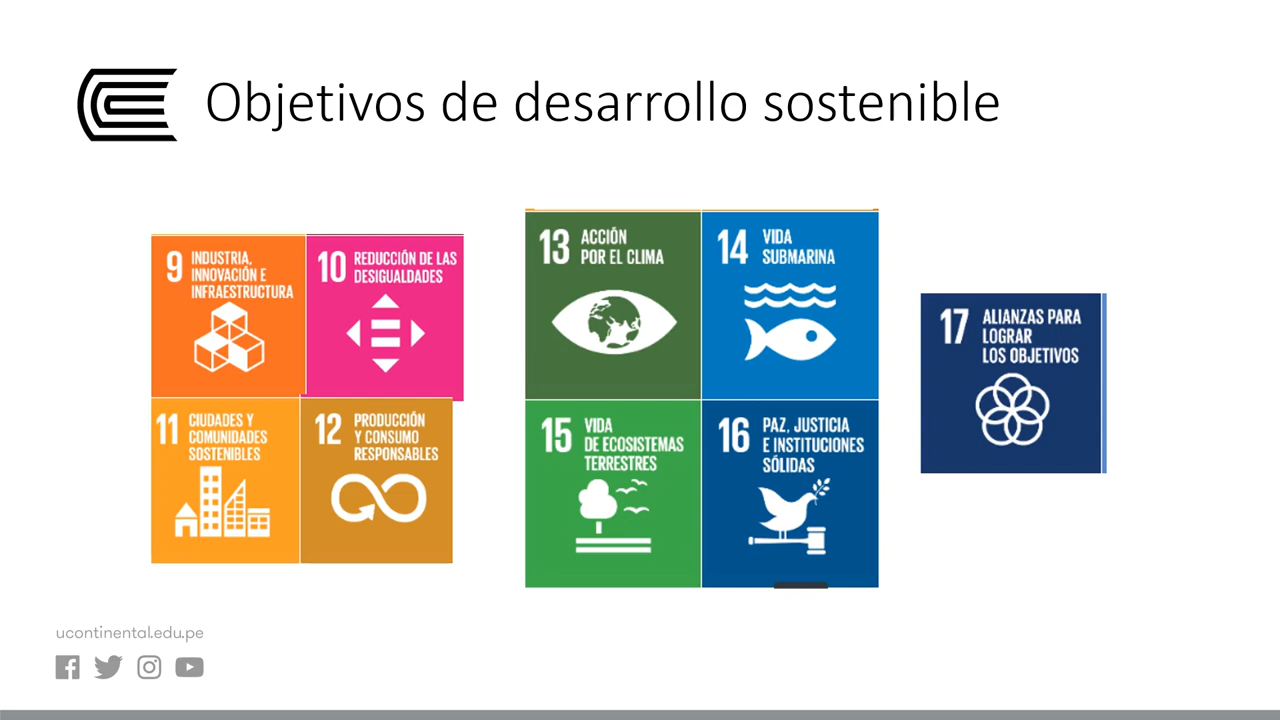 Objetivos de desarrollo sostenible
9 INDUSTRIA,
INNOVACIÓN E
INFRAESTRUCTURA
10 REDUCCIÓN DE LAS
DESIGUALDADES
11 CIUDADES Y
COMUNIDADES
SOSTENIBLES
12 PRODUCCIÓN
Y CONSUMO
RESPONSABLES
13 ACCIÓN
POR EL CLIMA
14 VIDA
SUBMARINA
15 VIDA
DE ECOSISTEMAS
TERRESTRES
16 PAZ, JUSTICIA
E INSTITUCIONES
SÓLIDAS
17 ALIANZAS PARA
LOGRAR
LOS OBJETIVOS
ucontinental.edu.pe